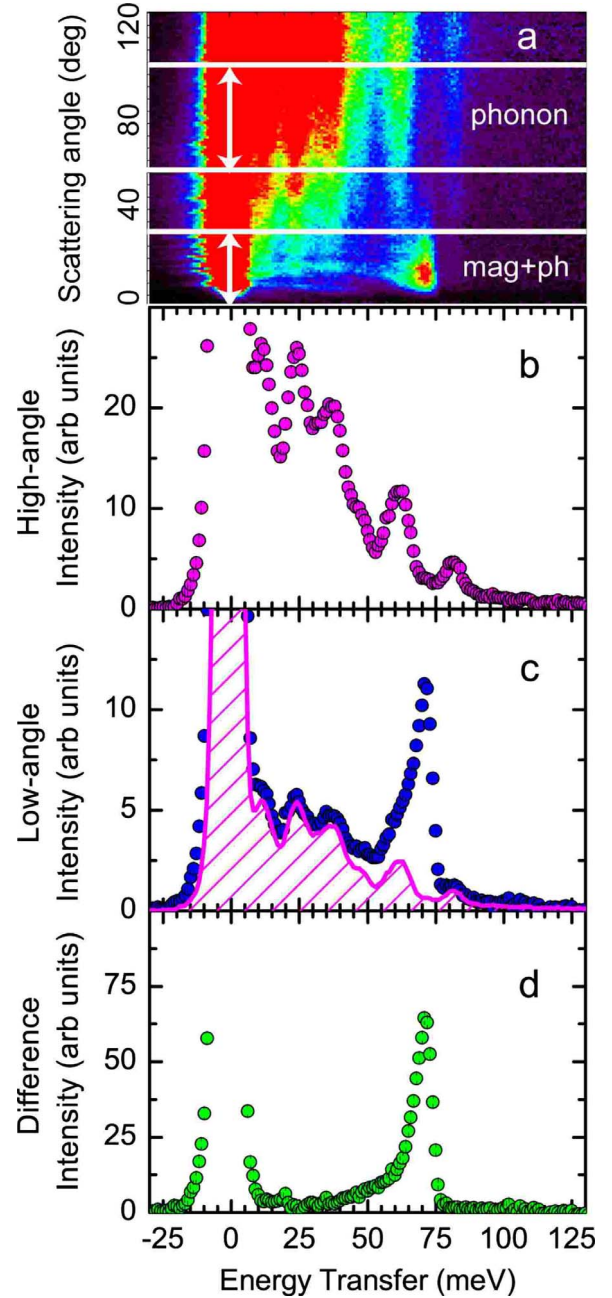 120
80
40
0
Scattering angle (deg)
a
phonon
mag+ph
20
10
0
High-angle
Intensity (arb units)
b
10
5
0
Low-angle
Intensity (arb units)
c
75
50
25
0
Difference
Intensity (arb units)
d
-25 0 25 50 75 100 125
Energy Transfer (meV)